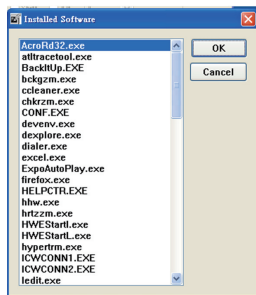 Installed Software
AcroRd32.exe
atltracetool.exe
BackItUp.EXE
bckgzm.exe
ccleaner.exe
chkrzm.exe
CONF.EXE
devenv.exe
dexplore.exe
dialer.exe
excel.exe
ExpoAutoPlay.exe
firefox.exe
HELPCTR.EXE
hhw.exe
hrtzzm.exe
HWEStartI.exe
HWEStartL.exe
hypertrm.exe
ICWCONN1.EXE
ICWCONN2.EXE
Iedit.exe
OK
Cancel